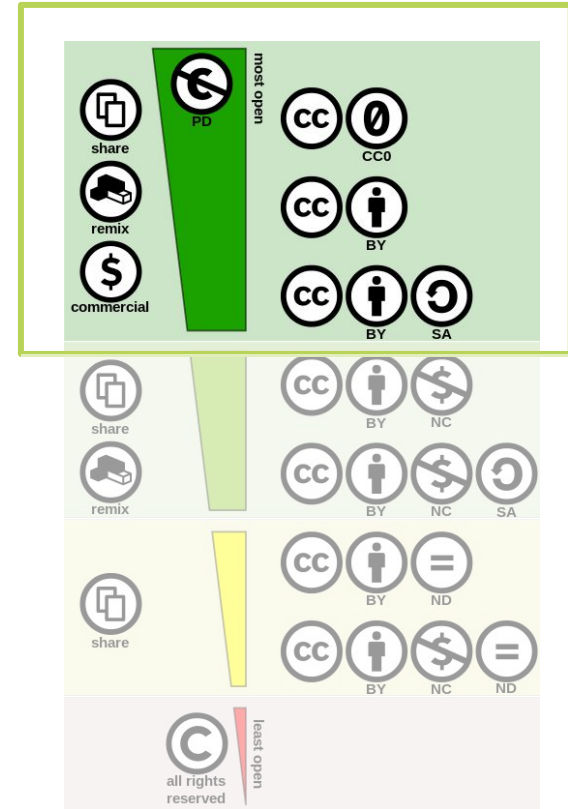 most open
PD
share
CC 0
CC0
remix
CC
BY
$
commercial
CC
BY SA
share
CC $
BY NC
remix
CC $
BY NC SA
share
CC =
BY ND
CC $ =
BY NC ND
C
all rights
reserved
least open